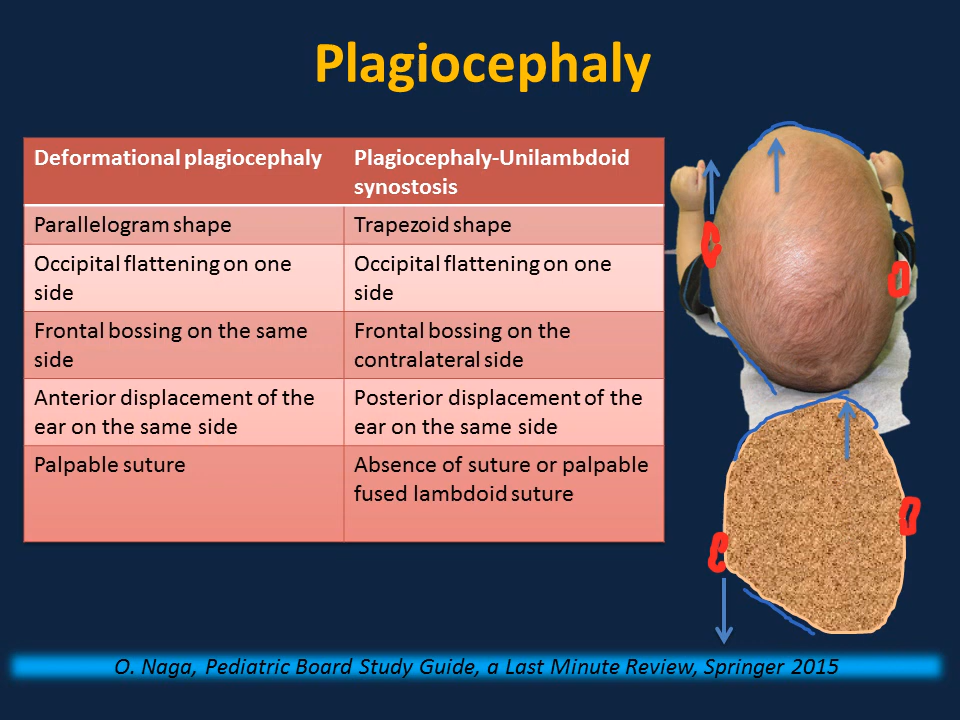 Plagiocephaly
Deformational plagiocephaly
Plagiocephaly-Unilambdoid
synostosis
Parallelogram shape
Trapezoid shape
Occipital flattening on one
side
Occipital flattening on one
side
Frontal bossing on the same
side
Frontal bossing on the
contralateral side
Anterior displacement of the
ear on the same side
Posterior displacement of the
ear on the same side
Palpable suture
Absence of suture or palpable
fused lambdoid suture
O. Naga, Pediatric Board Study Guide, a Last Minute Review, Springer 2015